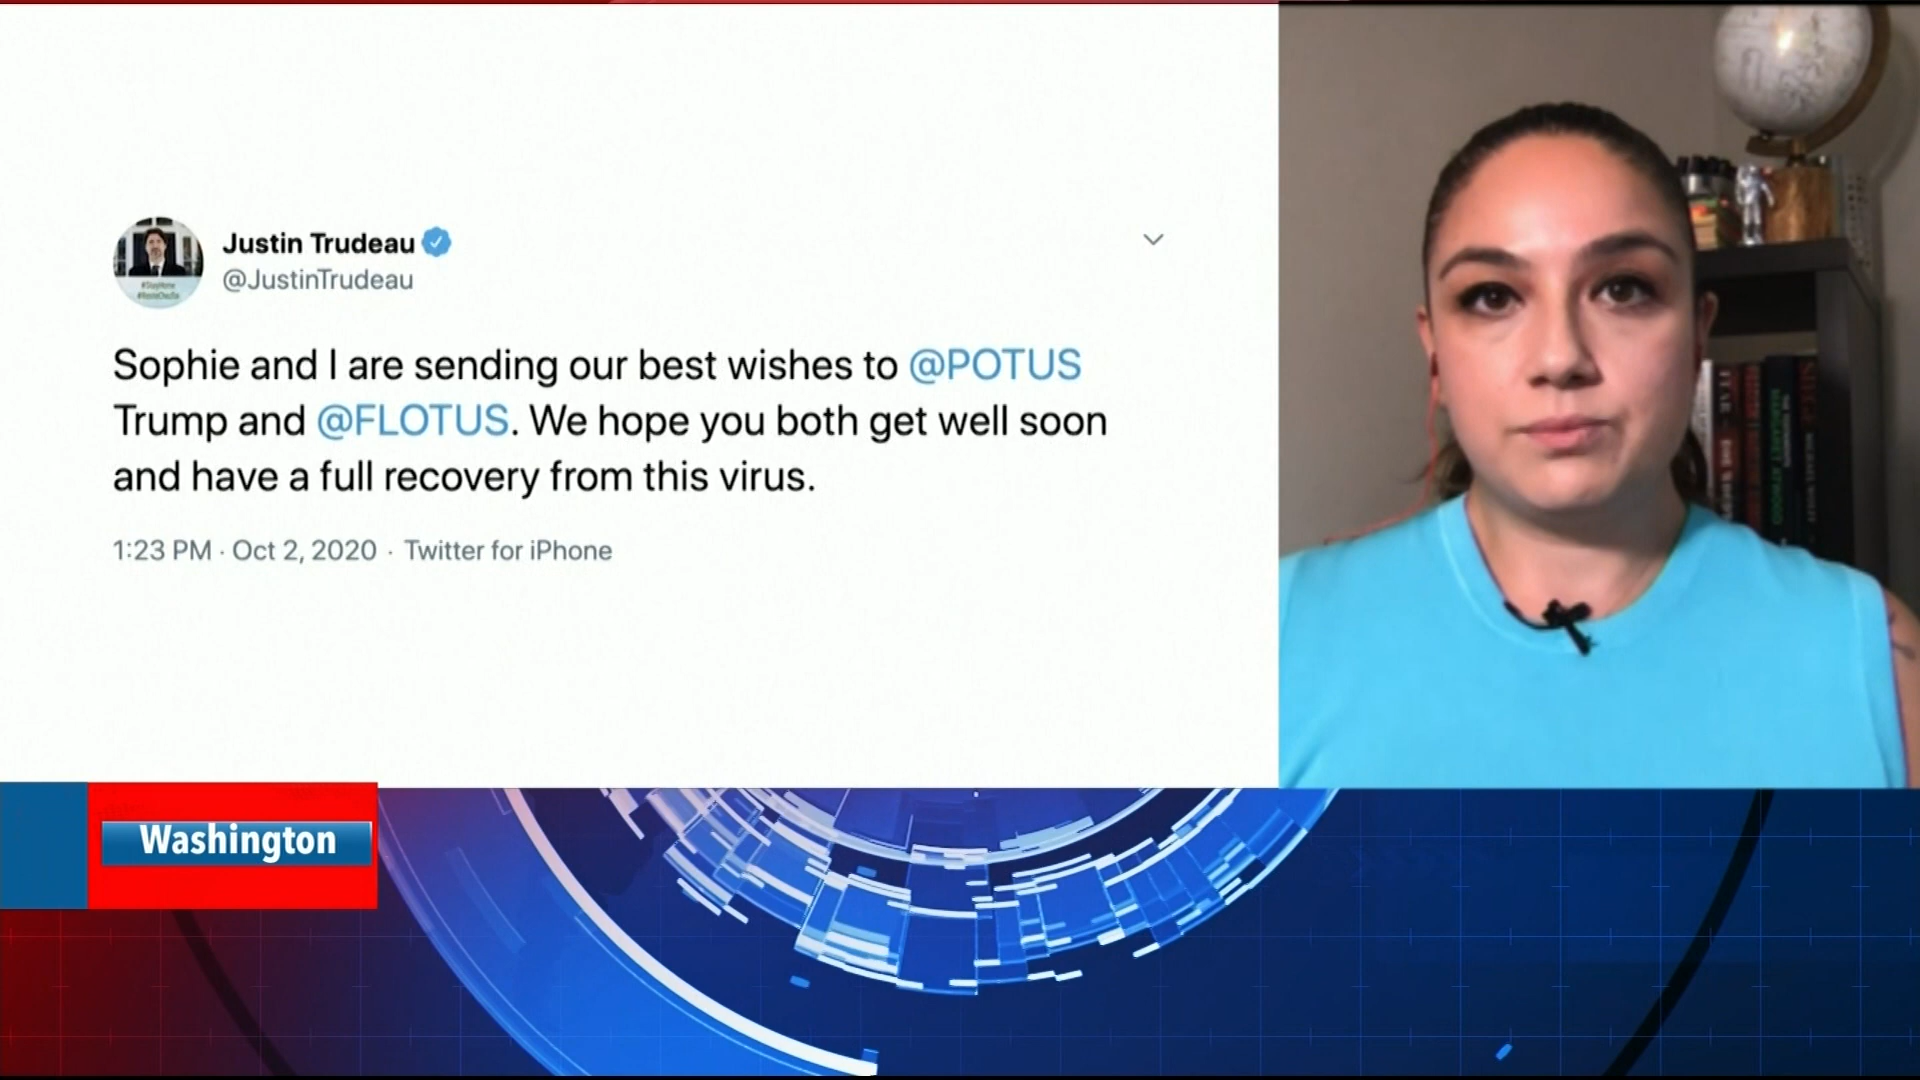 Justin Trudeau
@JustinTrudeau
Sophie and I are sending our best wishes to @POTUS
Trump and @FLOTUS. We hope you both get well soon
and have a full recovery from this virus.
1:23 PM · Oct 2, 2020 · Twitter for iPhone
Washington